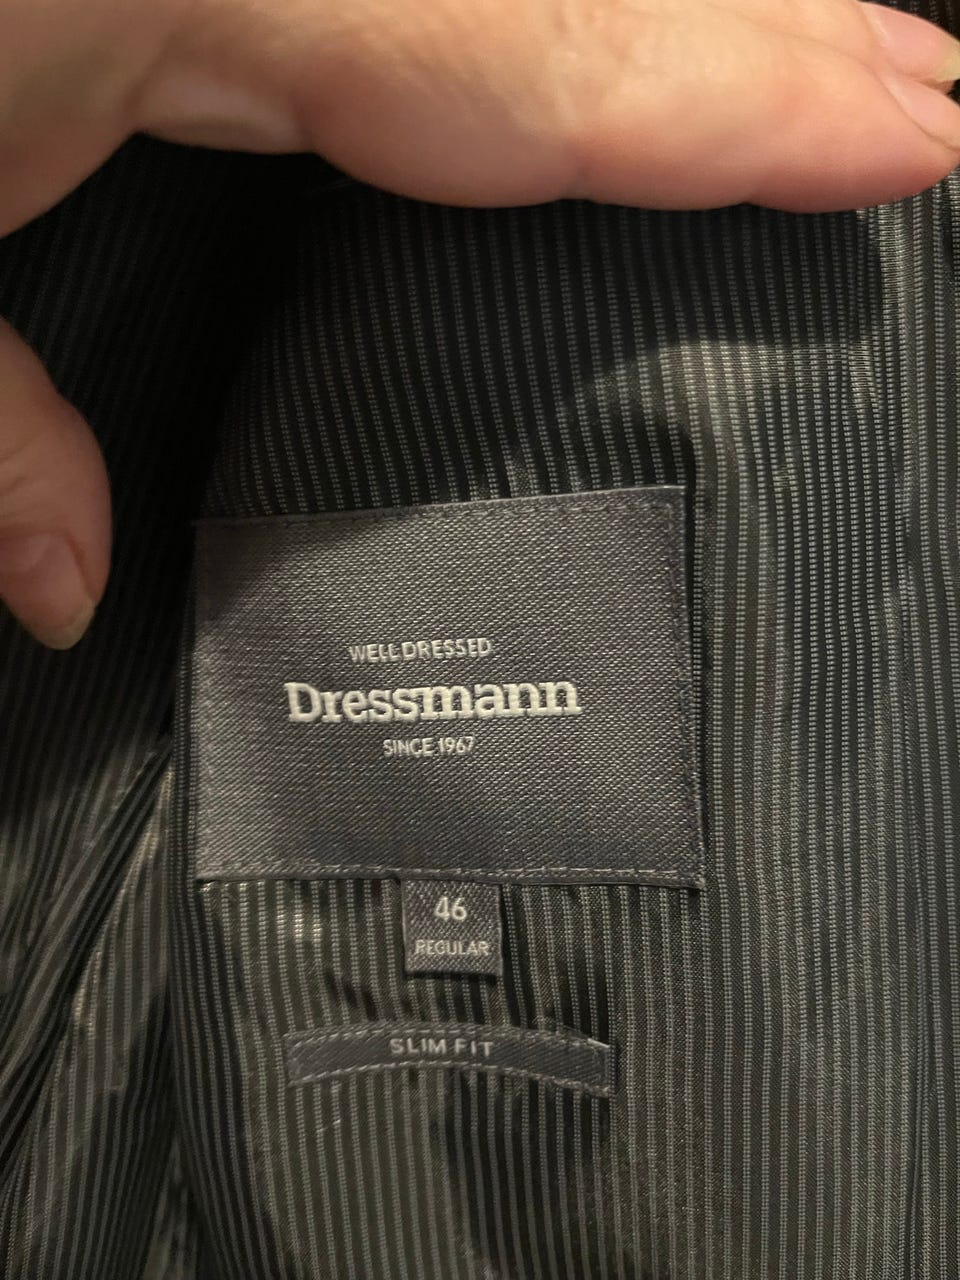 WELL DRESSED
Dressmann
SINCE 1967
46
REGULAR
SLIM FIT